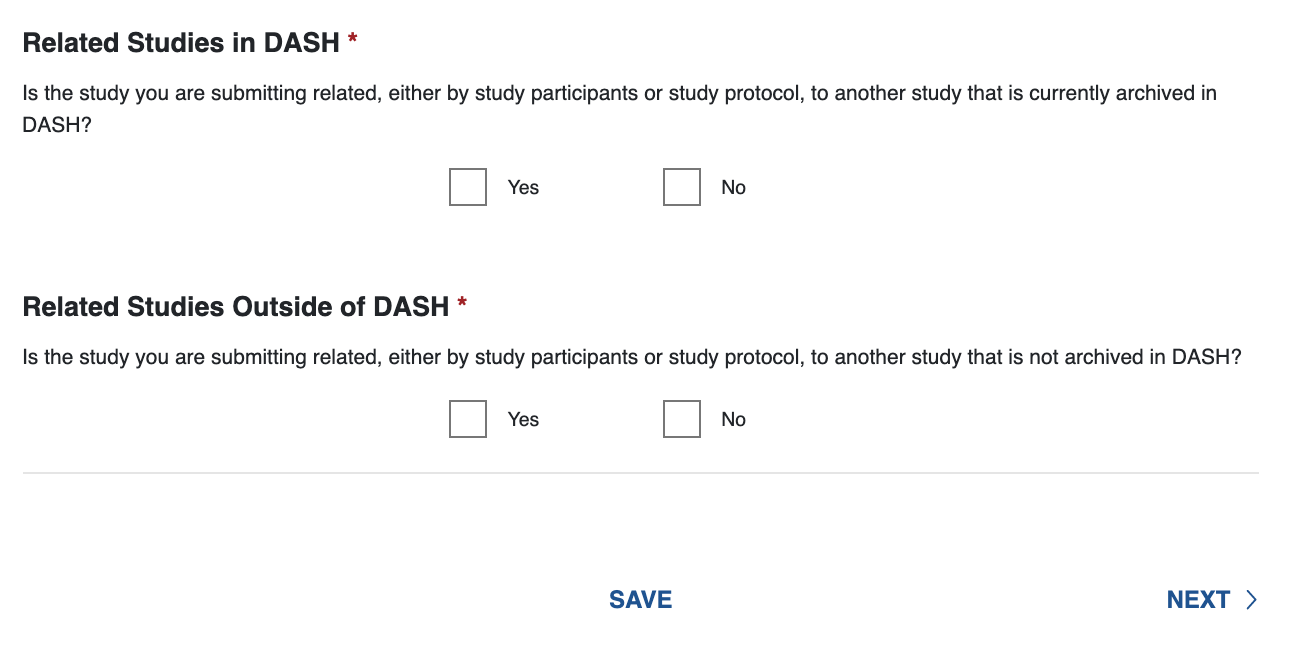 Related Studies in DASH *
Is the study you are submitting related, either by study participants or study protocol, to another study that is currently archived in
DASH?
Yes No
Related Studies Outside of DASH *
Is the study you are submitting related, either by study participants or study protocol, to another study that is not archived in DASH?
Yes No
SAVE NEXT >